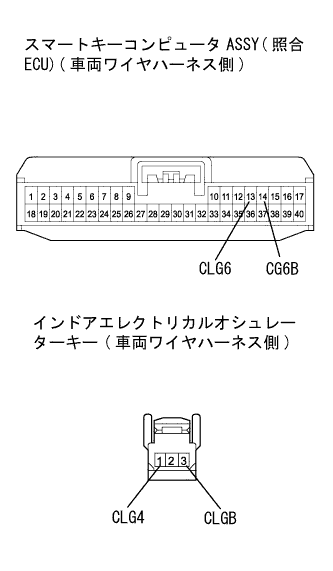 スマートキーコンピュータ ASSY( 照合
ECU) ( 車両ワイヤハーネス側 )
1 2 3 4 5 6 7 8 9 10 11 12 13 14 15 16 17
18 19 20 21 22 23 24 25 26 27 28 29 30 31 32 33 34 35 36 37 38 39 40
CLG6 CG6B
インドアエレクトリカルオシュレー
ターキー ( 車両ワイヤハーネス側 )
1 2 3
CLG4 CLGB